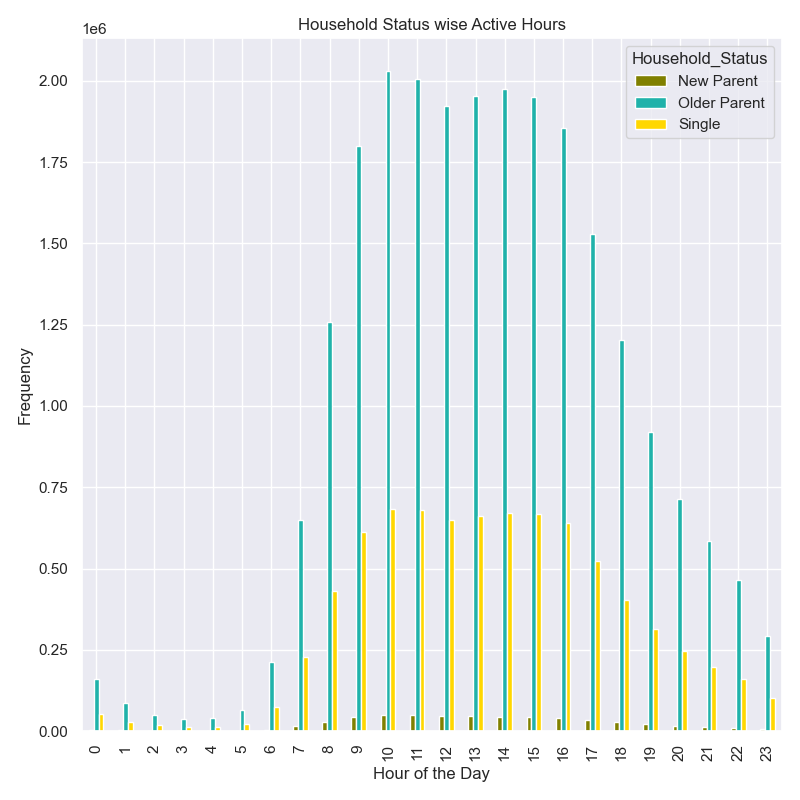 Household Status wise Active Hours
1e6
Household_Status
New Parent
Older Parent
Single
2.00
1.75
1.50
1.25
1.00
0.75
0.50
0.25
0.00
Frequency
0 1 2 3 4 5 6 7 8 9 10 11 12 13 14 15 16 17 18 19 20 21 22 23
Hour of the Day